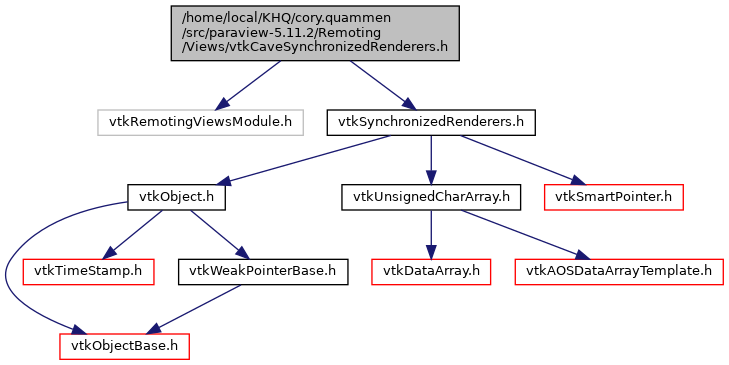 /home/local/KHQ/cory.quammen
/src/paraview-5.11.2/Remoting
/Views/vtkCaveSynchronizedRenderers.h
vtkRemotingViewsModule.h
vtkSynchronizedRenderers.h
vtkObject.h
vtkUnsignedCharArray.h
vtkSmartPointer.h
vtkTimeStamp.h
vtkWeakPointerBase.h
vtkDataArray.h
vtkAOSDataArrayTemplate.h
vtkObjectBase.h